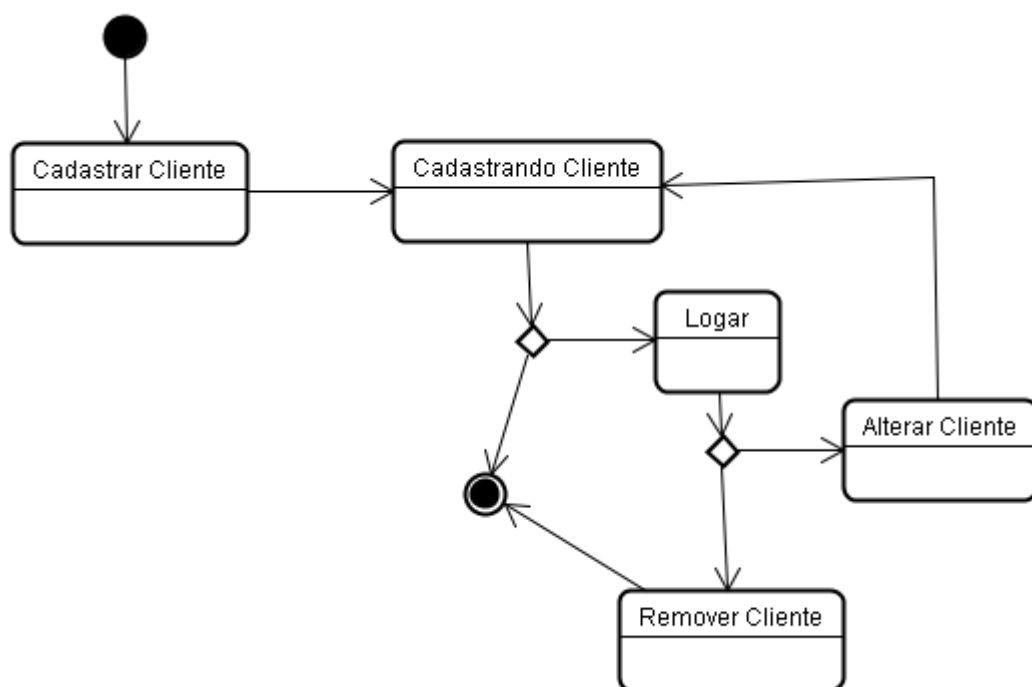 Cadastrar Cliente
Cadastrando Cliente
Logar
Alterar Cliente
Remover Cliente